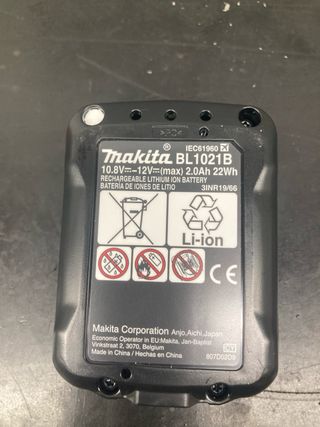 >PC<
IEC61960
makita® BL1021B
10.8V⎓-12V⎓(max) 2.0Ah 22Wh
RECHARGEABLE LITHIUM ION BATTERY
BATERÍA DE IONES DE LITIO 3INR19/66
Li-ion
CE
Makita Corporation Anjo,Aichi,Japan
Economic Operator in EU:Makita, Jan-Baptist
Vinkstraat 2, 3070, Belgium
Made in China / Hechas en China